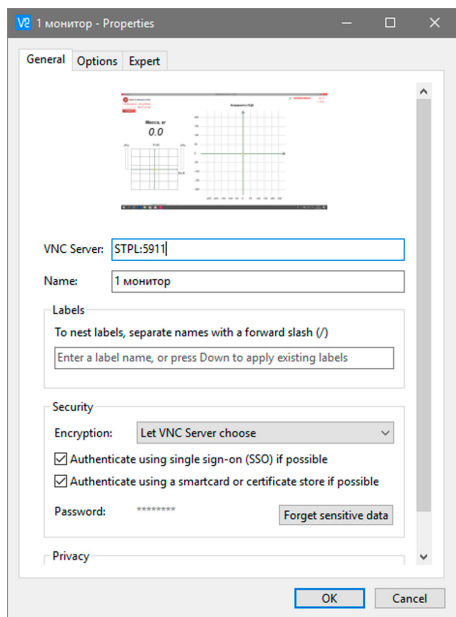 1 монитор - Properties
General Options Expert
Масса, кг
0.0
VNC Server: STPL:5911
Name: 1 монитор
Labels
To nest labels, separate names with a forward slash (/)
Enter a label name, or press Down to apply existing labels
Security
Encryption: Let VNC Server choose
Authenticate using single sign-on (SSO) if possible
Authenticate using a smartcard or certificate store if possible
Password: ******** Forget sensitive data
Privacy
OK Cancel